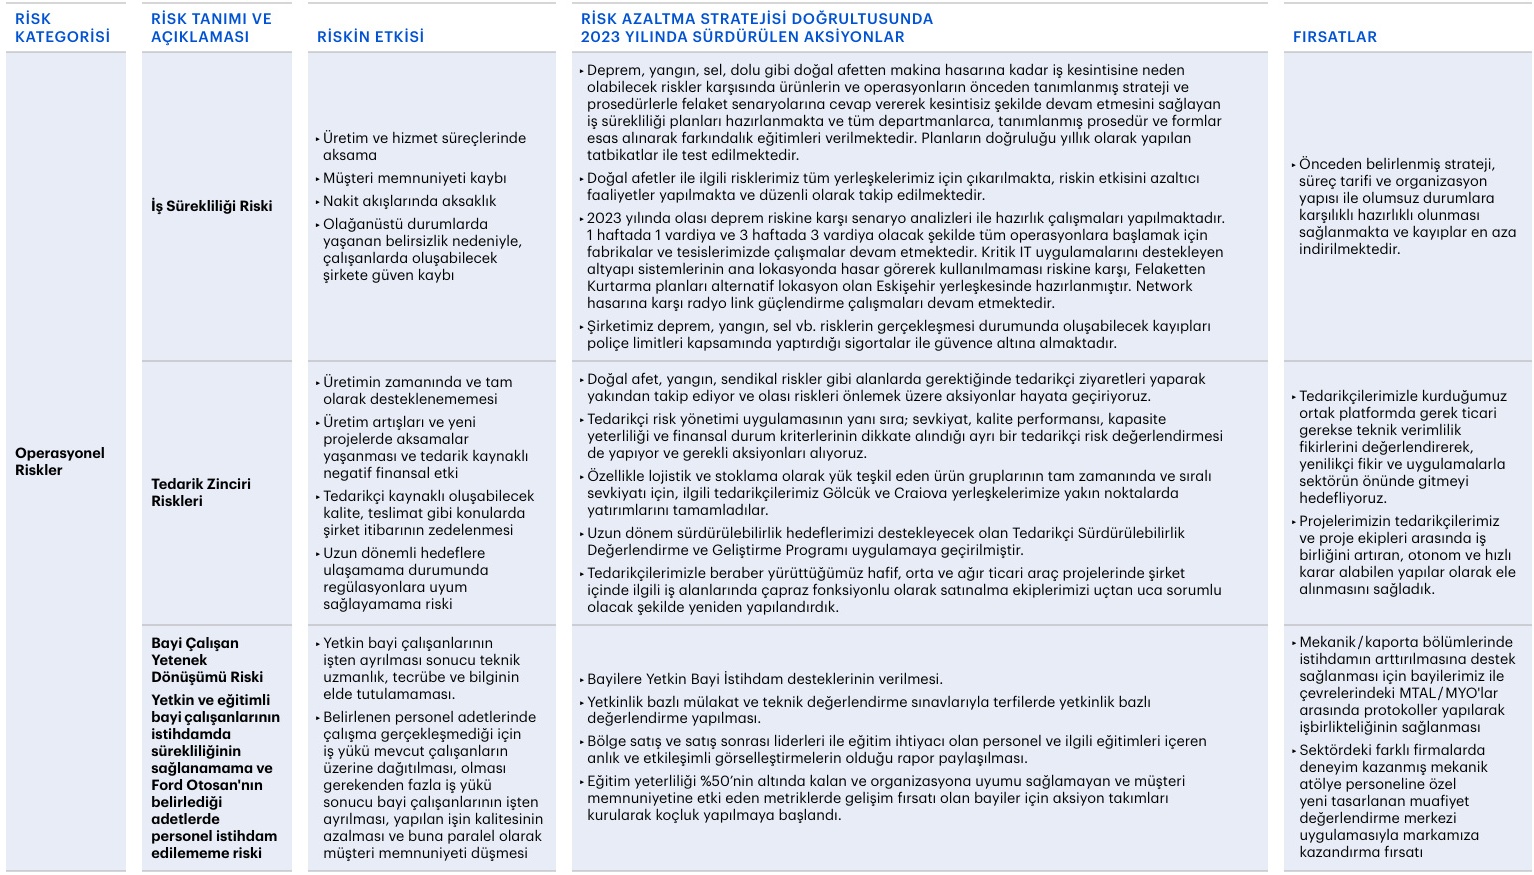 RİSK
KATEGORİSİ
RİSK TANIMI VE
AÇIKLAMASI
RİSKİN ETKİSİ
RİSK AZALTMA STRATEJİSİ DOĞRULTUSUNDA
2023 YILINDA SÜRDÜRÜLEN AKSİYONLAR
FIRSATLAR
Operasyonel
Riskler
İş Sürekliliği Riski
‣ Üretim ve hizmet süreçlerinde
aksama
‣ Müşteri memnuniyeti kaybı
‣ Nakit akışlarında aksaklık
‣ Olağanüstü durumlarda
yaşanan belirsizlik nedeniyle,
çalışanlarda oluşabilecek
şirkete güven kaybı
‣ Deprem, yangın, sel, dolu gibi doğal afetten makina hasarına kadar iş kesintisine neden
olabilecek riskler karşısında ürünlerin ve operasyonların önceden tanımlanmış strateji ve
prosedürlerle felaket senaryolarına cevap vererek kesintisiz şekilde devam etmesini sağlayan
iş sürekliliği planları hazırlanmakta ve tüm departmanlarca, tanımlanmış prosedür ve formlar
esas alınarak farkındalık eğitimleri verilmektedir. Planların doğruluğu yıllık olarak yapılan
tatbikatlar ile test edilmektedir.
‣ Doğal afetler ile ilgili risklerimiz tüm yerleşkelerimiz için çıkarılmakta, riskin etkisini azaltıcı
faaliyetler yapılmakta ve düzenli olarak takip edilmektedir.
‣ 2023 yılında olası deprem riskine karşı senaryo analizleri ile hazırlık çalışmaları yapılmaktadır.
1 haftada 1 vardiya ve 3 haftada 3 vardiya olacak şekilde tüm operasyonlara başlamak için
fabrikalar ve tesislerimizde çalışmalar devam etmektedir. Kritik IT uygulamalarını destekleyen
altyapı sistemlerinin ana lokasyonda hasar görerek kullanılmaması riskine karşı, Felaketten
Kurtarma planları alternatif lokasyon olan Eskişehir yerleşkesinde hazırlanmıştır. Network
hasarına karşı radyo link güçlendirme çalışmaları devam etmektedir.
‣ Şirketimiz deprem, yangın, sel vb. risklerin gerçekleşmesi durumunda oluşabilecek kayıpları
poliçe limitleri kapsamında yaptırdığı sigortalar ile güvence altına almaktadır.
‣ Önceden belirlenmiş strateji,
süreç tarifi ve organizasyon
yapısı ile olumsuz durumlara
karşılıklı hazırlıklı olunması
sağlanmakta ve kayıplar en aza
indirilmektedir.
Tedarik Zinciri
Riskleri
‣ Üretimin zamanında ve tam
olarak desteklenememesi
‣ Üretim artışları ve yeni
projelerde aksamalar
yaşanması ve tedarik kaynaklı
negatif finansal etki
‣ Tedarikçi kaynaklı oluşabilecek
kalite, teslimat gibi konularda
şirket itibarının zedelenmesi
‣ Uzun dönemli hedeflere
ulaşamama durumunda
regülasyonlara uyum
sağlayamama riski
‣ Doğal afet, yangın, sendikal riskler gibi alanlarda gerektiğinde tedarikçi ziyaretleri yaparak
yakından takip ediyor ve olası riskleri önlemek üzere aksiyonlar hayata geçiriyoruz.
‣ Tedarikçi risk yönetimi uygulamasının yanı sıra; sevkiyat, kalite performansı, kapasite
yeterliliği ve finansal durum kriterlerinin dikkate alındığı ayrı bir tedarikçi risk değerlendirmesi
de yapıyor ve gerekli aksiyonları alıyoruz.
‣ Özellikle lojistik ve stoklama olarak yük teşkil eden ürün gruplarının tam zamanında ve sıralı
sevkiyatı için, ilgili tedarikçilerimiz Gölcük ve Craiova yerleşkelerimize yakın noktalarda
yatırımlarını tamamladılar.
‣ Uzun dönem sürdürülebilirlik hedeflerimizi destekleyecek olan Tedarikçi Sürdürülebilirlik
Değerlendirme ve Geliştirme Programı uygulamaya geçirilmiştir.
‣ Tedarikçilerimizle beraber yürüttüğümüz hafif, orta ve ağır ticari araç projelerinde şirket
içinde ilgili iş alanlarında çapraz fonksiyonlu olarak satınalma ekiplerimizi uçtan uca sorumlu
olacak şekilde yeniden yapılandırdık.
‣ Tedarikçilerimizle kurduğumuz
ortak platformda gerek ticari
gerekse teknik verimlilik
fikirlerini değerlendirerek,
yenilikçi fikir ve uygulamalarla
sektörün önünde gitmeyi
hedefliyoruz.
‣ Projelerimizin tedarikçilerimiz
ve proje ekipleri arasında iş
birliğini artıran, otonom ve hızlı
karar alabilen yapılar olarak ele
alınmasını sağladık.
Bayi Çalışan
Yetenek
Dönüşümü Riski
Yetkin ve eğitimli
bayi çalışanlarının
istihdamda
sürekliliğinin
sağlanamama ve
Ford Otosan'nın
belirlediği
adetlerde
personel istihdam
edilememe riski
‣ Yetkin bayi çalışanlarının
işten ayrılması sonucu teknik
uzmanlık, tecrübe ve bilginin
elde tutulamaması.
‣ Belirlenen personel adetlerinde
çalışma gerçekleşmediği için
iş yükü mevcut çalışanların
üzerine dağıtılması, olması
gerekenden fazla iş yükü
sonucu bayi çalışanlarının işten
ayrılması, yapılan işin kalitesinin
azalması ve buna paralel olarak
müşteri memnuniyeti düşmesi
‣ Bayilere Yetkin Bayi İstihdam desteklerinin verilmesi.
‣ Yetkinlik bazlı mülakat ve teknik değerlendirme sınavlarıyla terfilerde yetkinlik bazlı
değerlendirme yapılması.
‣ Bölge satış ve satış sonrası liderleri ile eğitim ihtiyacı olan personel ve ilgili eğitimleri içeren
anlık ve etkileşimli görselleştirmelerin olduğu rapor paylaşılması.
‣ Eğitim yeterliliği %50’nin altında kalan ve organizasyona uyumu sağlamayan ve müşteri
memnuniyetine etki eden metriklerde gelişim fırsatı olan bayiler için aksiyon takımları
kurularak koçluk yapılmaya başlandı.
‣ Mekanik/kaporta bölümlerinde
istihdamın arttırılmasına destek
sağlanması için bayilerimiz ile
çevrelerindeki MTAL/MYO'lar
arasında protokoller yapılarak
işbirlikteliğinin sağlanması
‣ Sektördeki farklı firmalarda
deneyim kazanmış mekanik
atölye personeline özel
yeni tasarlanan muafiyet
değerlendirme merkezi
uygulamasıyla markamıza
kazandırma fırsatı